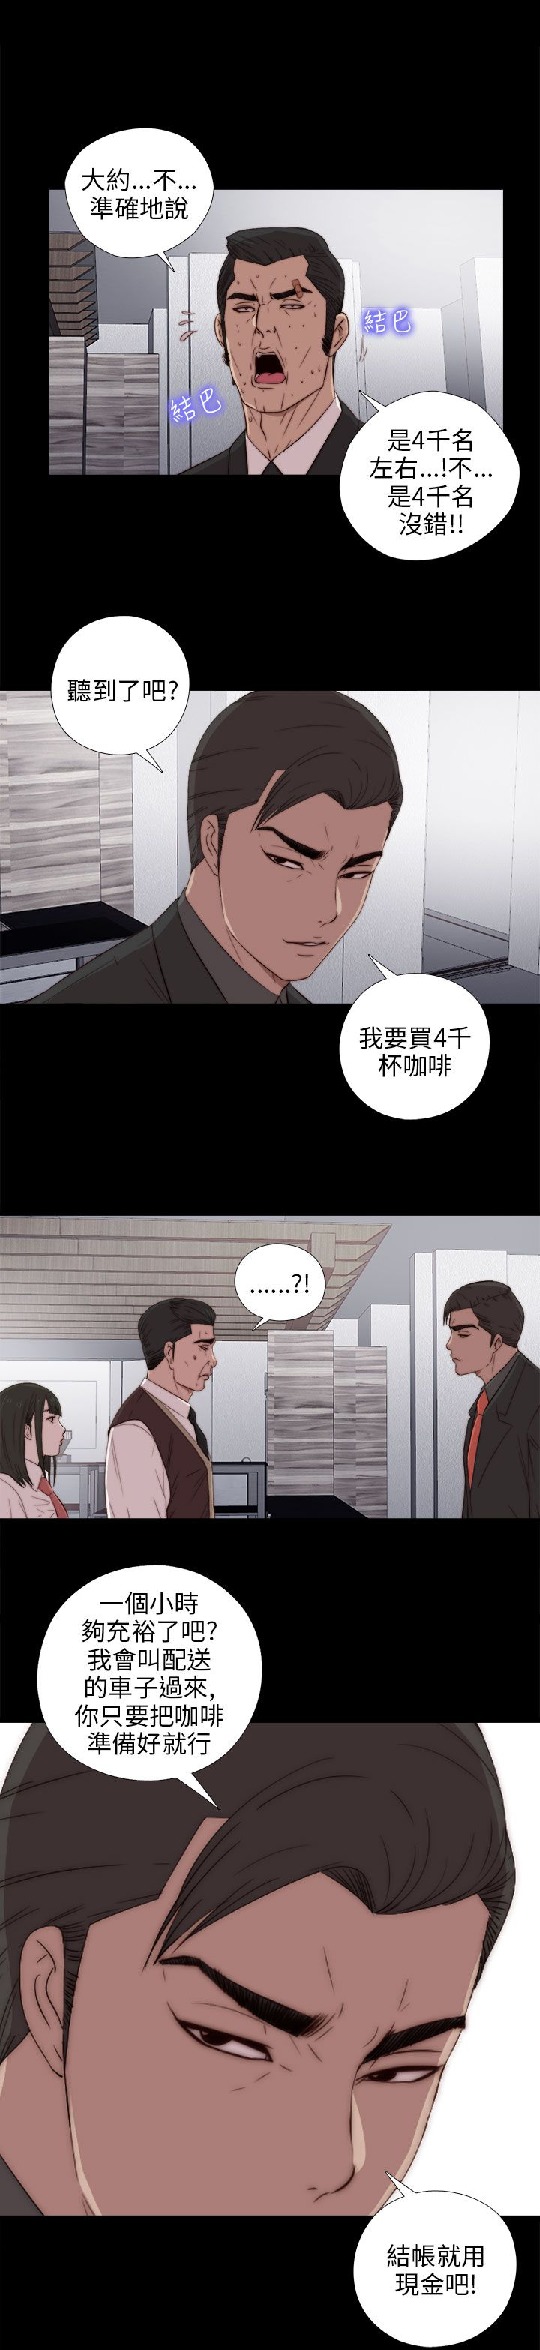 大約...不...
準確地說
結巴
結巴
是4千名
左右...!不...
是4千名
沒錯!!
聽到了吧?
我要買4千
杯咖啡
......?!
一個小時
夠充裕了吧?
我會叫配送
的車子過來,
你只要把咖啡
準備好就行
結帳就用
現金吧!